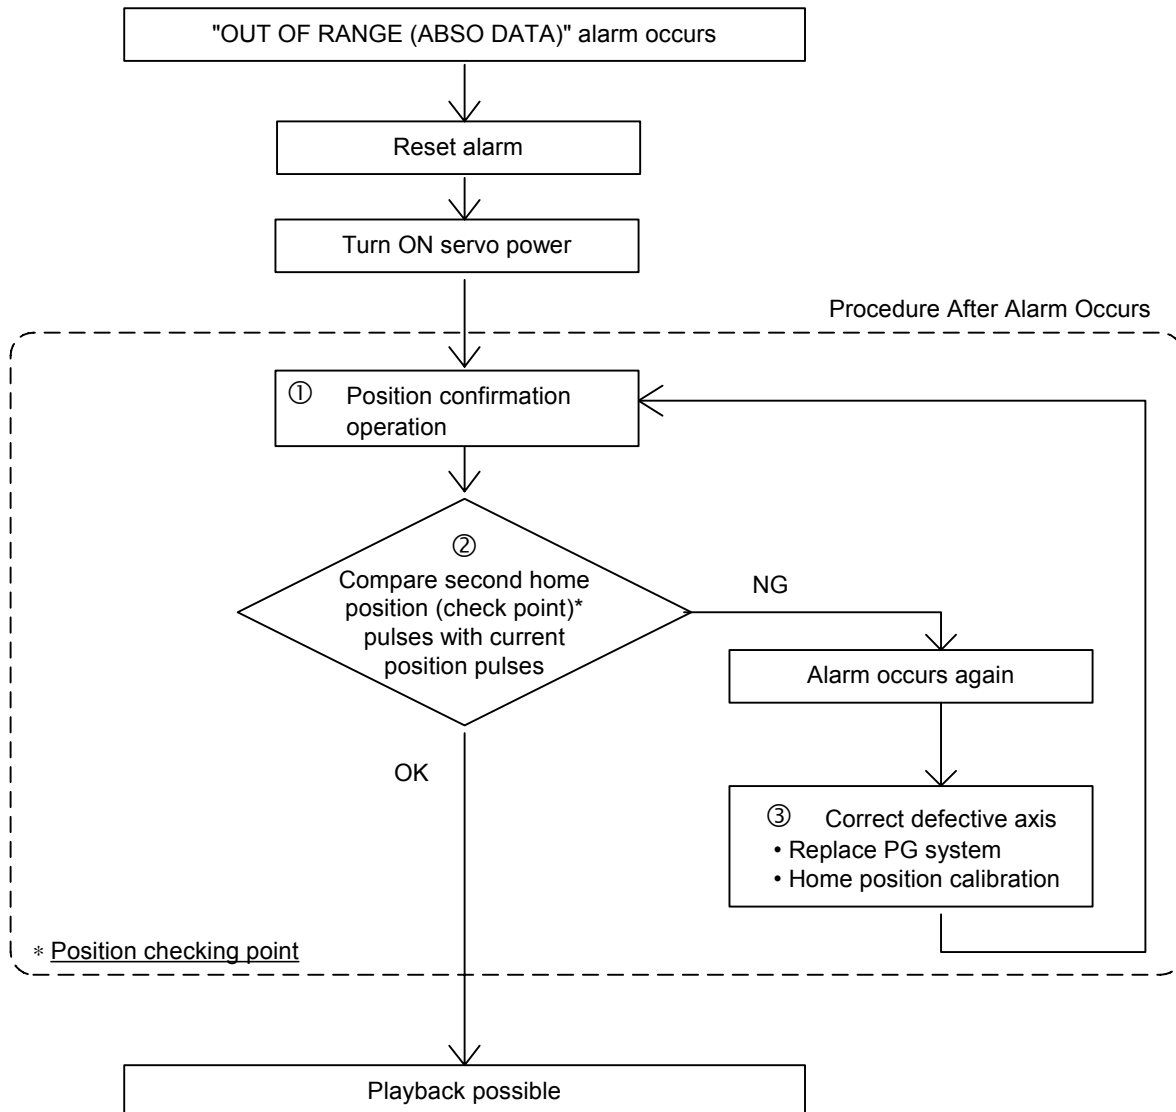 "OUT OF RANGE (ABSO DATA)" alarm occurs
Reset alarm
Turn ON servo power
Procedure After Alarm Occurs
① Position confirmation
operation
②
Compare second home
position (check point)*
pulses with current
position pulses
NG
Alarm occurs again
OK
③ Correct defective axis
• Replace PG system
• Home position calibration
* Position checking point
Playback possible